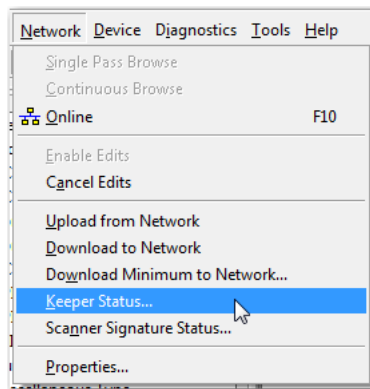 Network Device Diagnostics Tools Help
Single Pass Browse
Continuous Browse
Online F10
Enable Edits
Cancel Edits
Upload from Network
Download to Network
Download Minimum to Network...
Keeper Status...
Scanner Signature Status...
Properties...